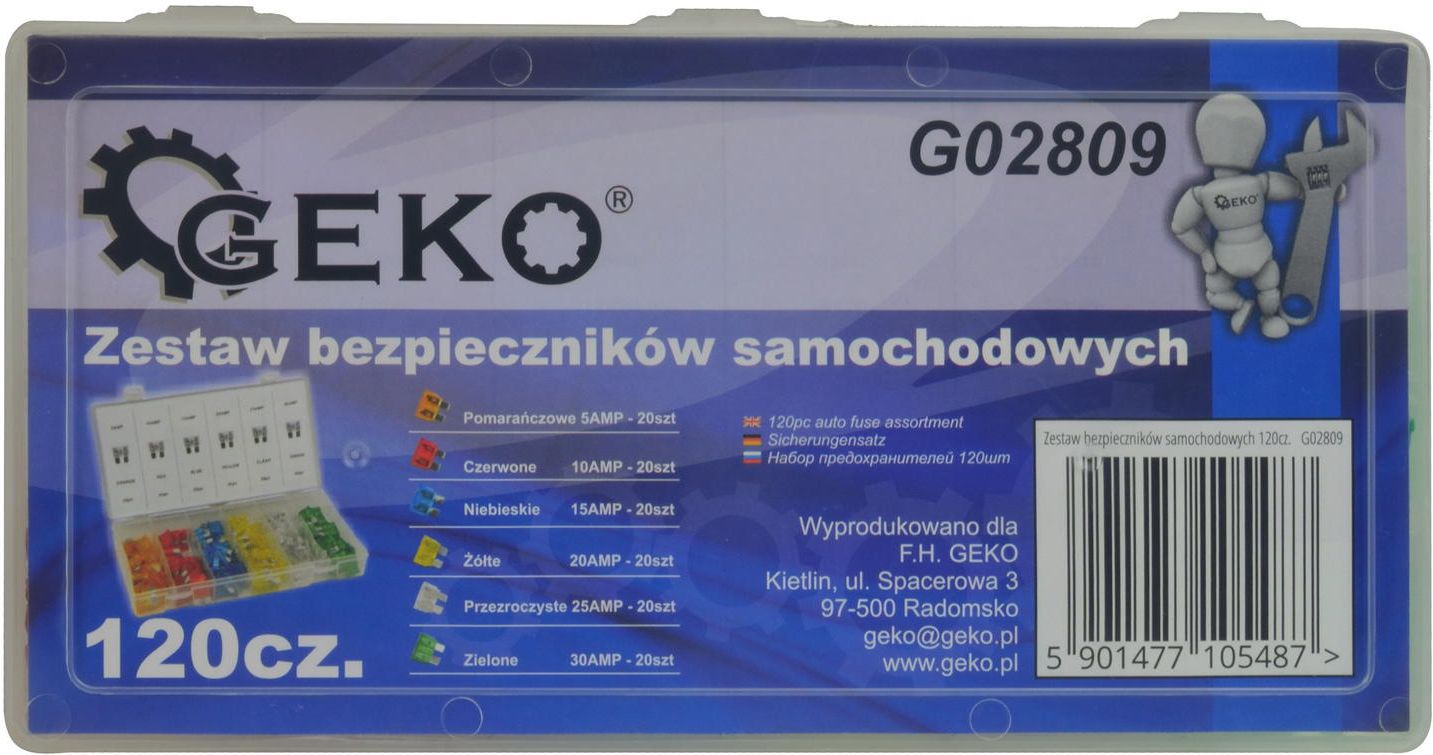 GEKO®
G02809
GEKO
Zestaw bezpieczników samochodowych
Pomarańczowe 5AMP - 20szt
Czerwone 10AMP - 20szt
Niebieskie 15AMP - 20szt
Żółte 20AMP - 20szt
Przezroczyste 25AMP - 20szt
Zielone 30AMP - 20szt
120cz.
120pc auto fuse assortment
Sicherungensatz
Набор предохранителей 120шт
Wyprodukowano dla
F.H. GEKO
Kietlin, ul. Spacerowa 3
97-500 Radomsko
geko@geko.pl
www.geko.pl
Zestaw bezpieczników samochodowych 120cz. G02809
5 901477 105487 >